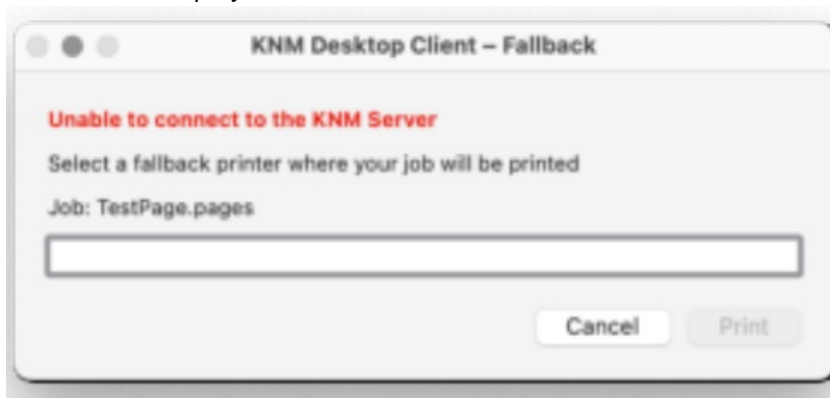 KNM Desktop Client – Fallback
Unable to connect to the KNM Server
Select a fallback printer where your job will be printed
Job: TestPage.pages
Cancel Print